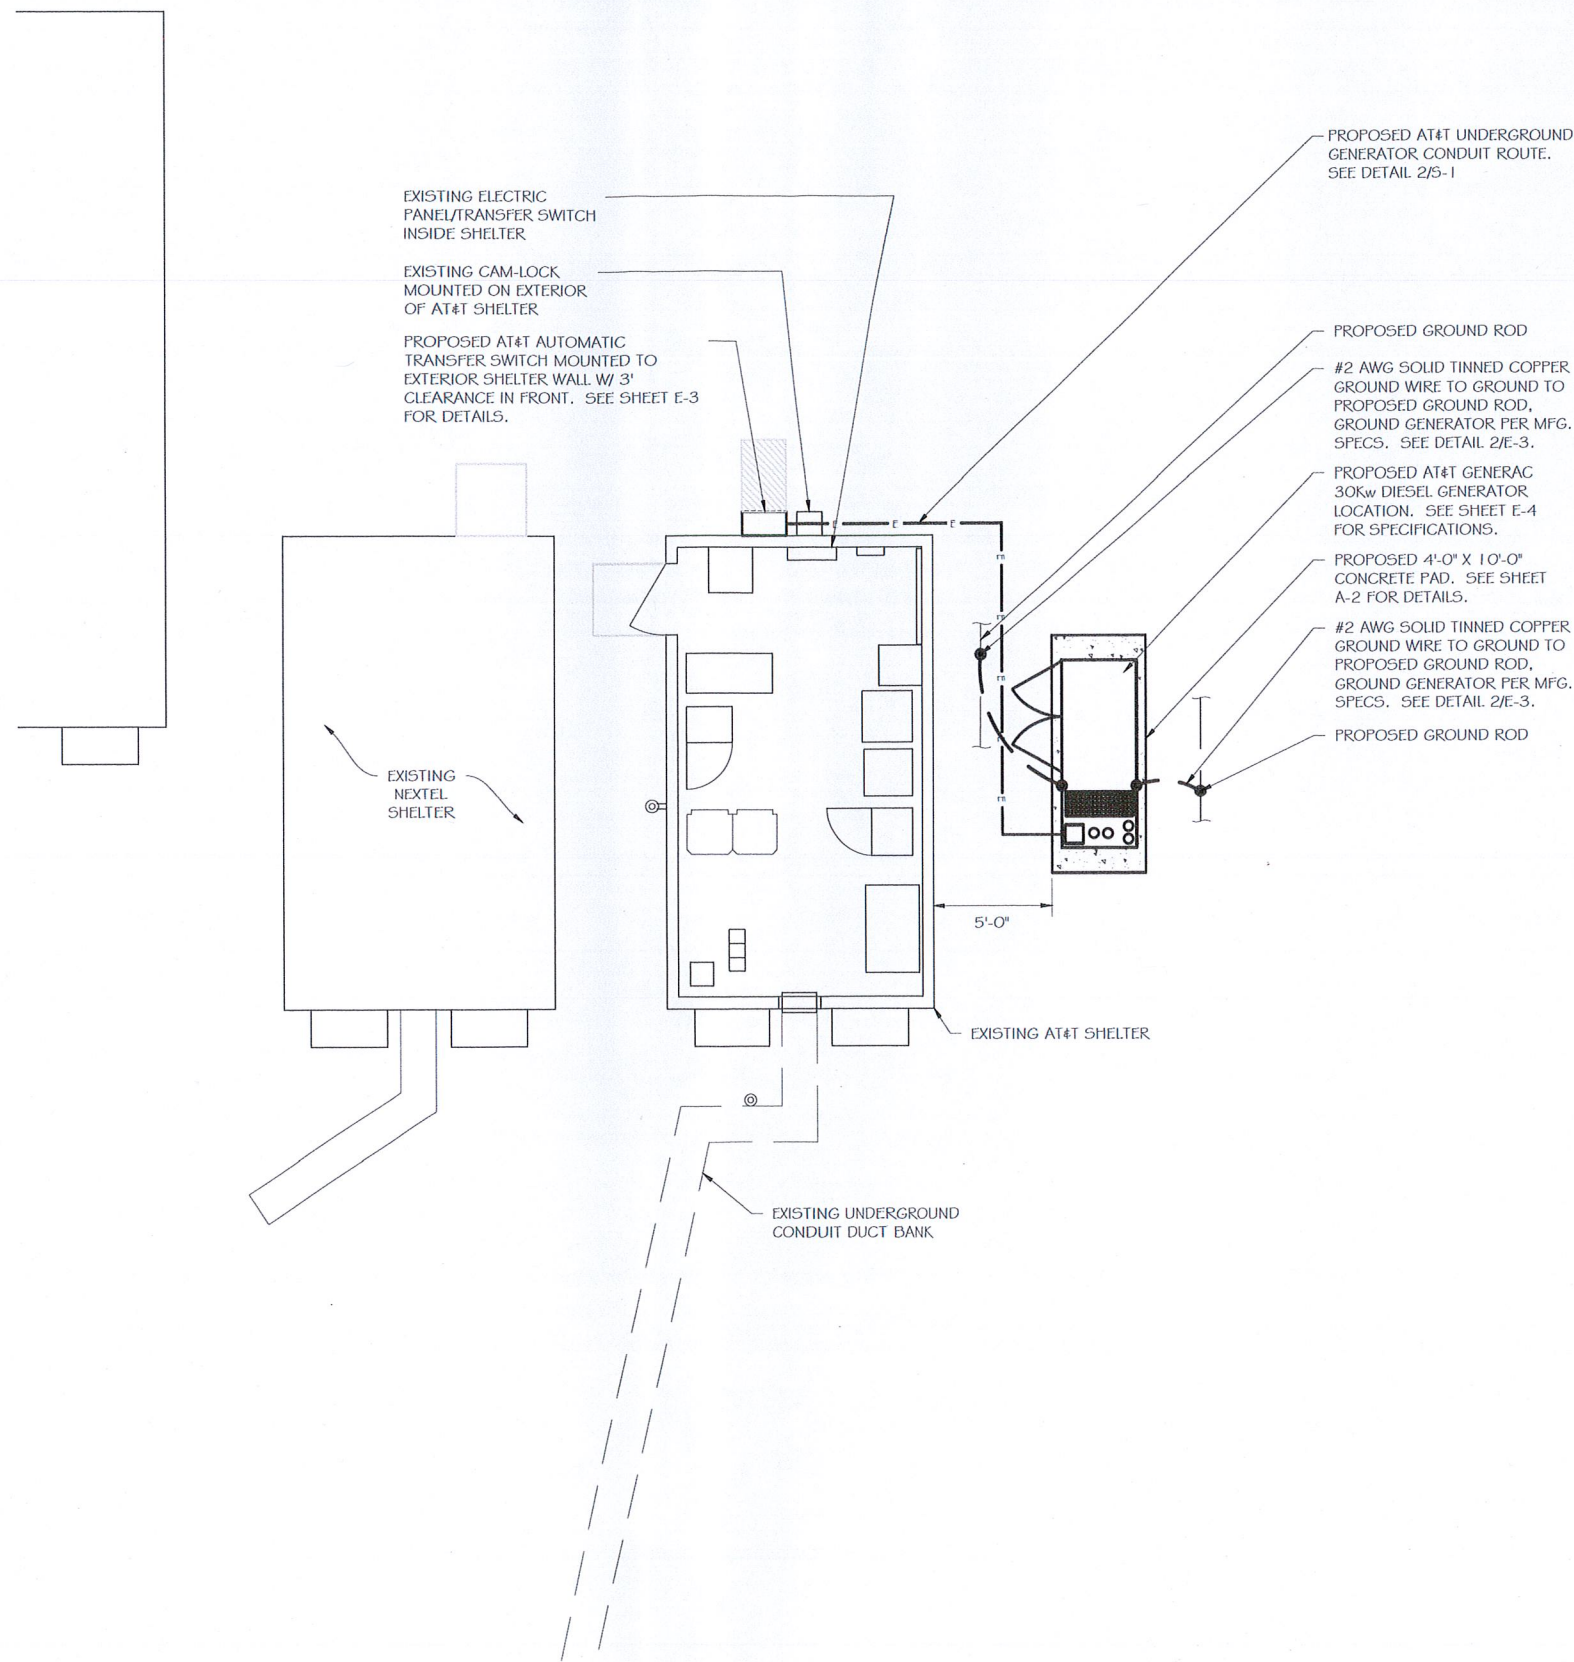 PROPOSED AT&T UNDERGROUND
GENERATOR CONDUIT ROUTE.
SEE DETAIL 2/S-1
EXISTING ELECTRIC
PANEL/TRANSFER SWITCH
INSIDE SHELTER
EXISTING CAM-LOCK
MOUNTED ON EXTERIOR
OF AT&T SHELTER
PROPOSED AT&T AUTOMATIC
TRANSFER SWITCH MOUNTED TO
EXTERIOR SHELTER WALL W/ 3'
CLEARANCE IN FRONT. SEE SHEET E-3
FOR DETAILS.
PROPOSED GROUND ROD
#2 AWG SOLID TINNED COPPER
GROUND WIRE TO GROUND TO
PROPOSED GROUND ROD,
GROUND GENERATOR PER MFG.
SPECS. SEE DETAIL 2/E-3.
PROPOSED AT&T GENERAC
30Kw DIESEL GENERATOR
LOCATION. SEE SHEET E-4
FOR SPECIFICATIONS.
PROPOSED 4'-0" X 10'-0"
CONCRETE PAD. SEE SHEET
A-2 FOR DETAILS.
#2 AWG SOLID TINNED COPPER
GROUND WIRE TO GROUND TO
PROPOSED GROUND ROD,
GROUND GENERATOR PER MFG.
SPECS. SEE DETAIL 2/E-3.
PROPOSED GROUND ROD
E E E
E
E
E
E
E
EXISTING
NEXTEL
SHELTER
5'-0"
EXISTING AT&T SHELTER
EXISTING UNDERGROUND
CONDUIT DUCT BANK